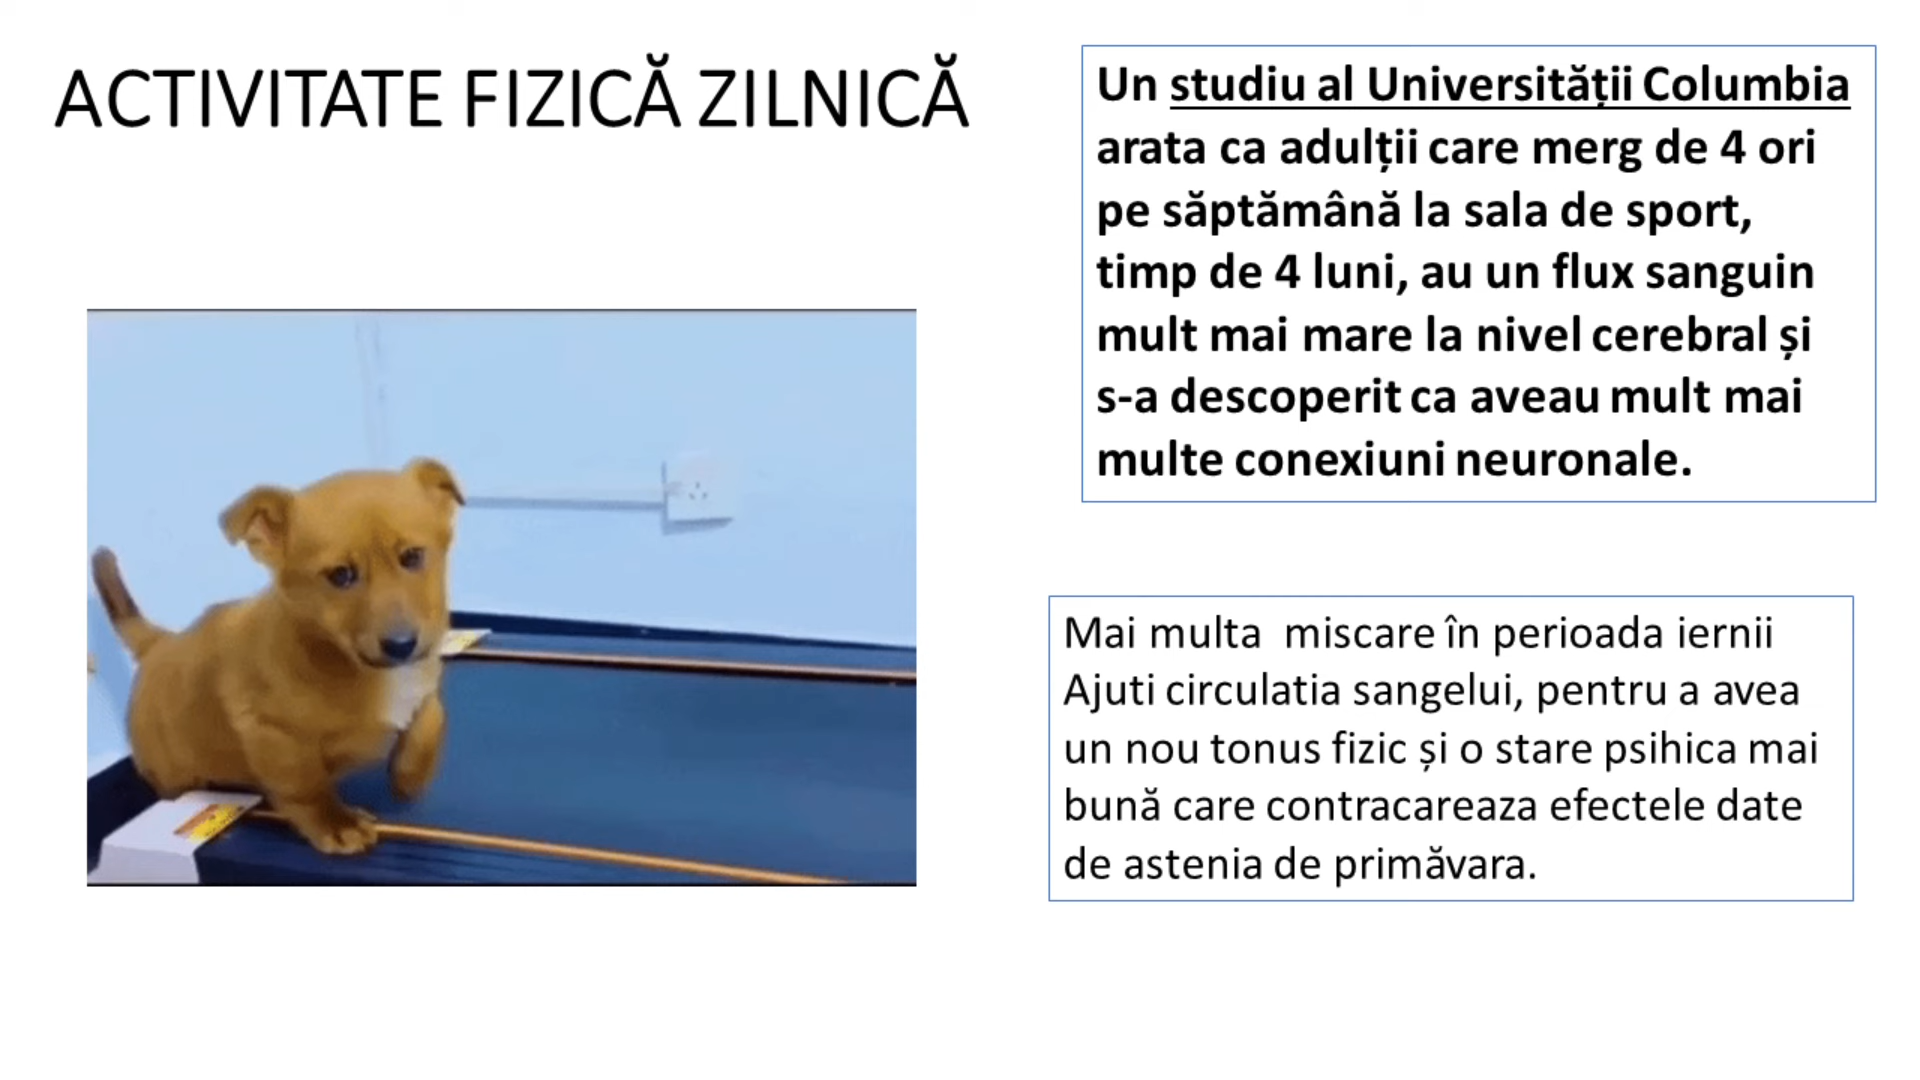 ACTIVITATE FIZICĂ ZILNICĂ
Un studiu al Universității Columbia
arata ca adulții care merg de 4 ori
pe săptămână la sala de sport,
timp de 4 luni, au un flux sanguin
mult mai mare la nivel cerebral și
s-a descoperit ca aveau mult mai
multe conexiuni neuronale.
Mai multa  miscare în perioada iernii
Ajuti circulatia sangelui, pentru a avea
un nou tonus fizic și o stare psihica mai
bună care contracareaza efectele date
de astenia de primăvara.